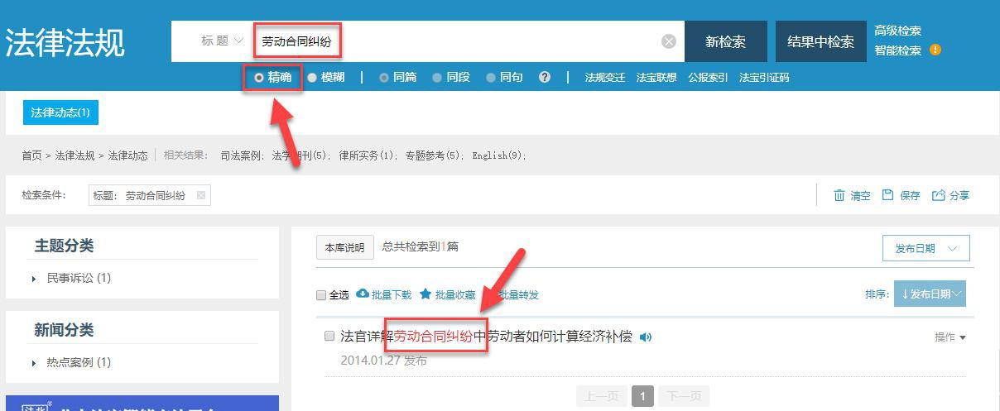 法律法规
标题 劳动合同纠纷 新检索 结果中检索 高级检索
智能检索
精确 模糊 | 同篇 同段 同句 ? | 法规变迁 法宝联想 公报索引 法宝引证码
法律动态(1)
首页 > 法律法规 > 法律动态 | 相关结果: 司法案例; 法学期刊(5); 律所实务(1); 专题参考(5); English(9);
检索条件: 标题: 劳动合同纠纷 清空 保存 分享
主题分类
民事诉讼 (1)
新闻分类
热点案例 (1)
本库说明 总共检索到1篇 发布日期
全选 批量下载 批量收藏 批量转发 排序: ↓发布日期
法官详解劳动合同纠纷中劳动者如何计算经济补偿 操作
2014.01.27 发布
上一页 1 下一页